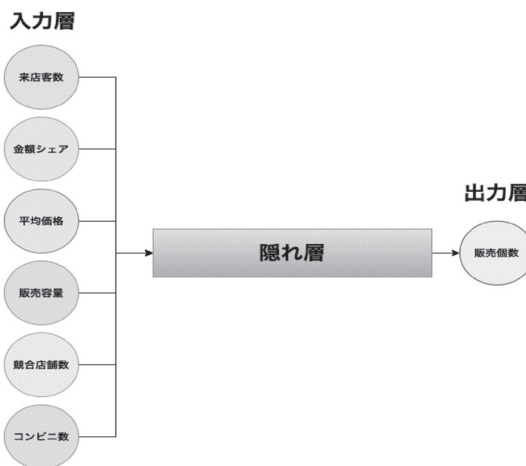 入力層
来店客数
金額シェア
平均価格
販売容量
競合店舗数
コンビニ数
隠れ層
出力層
販売個数